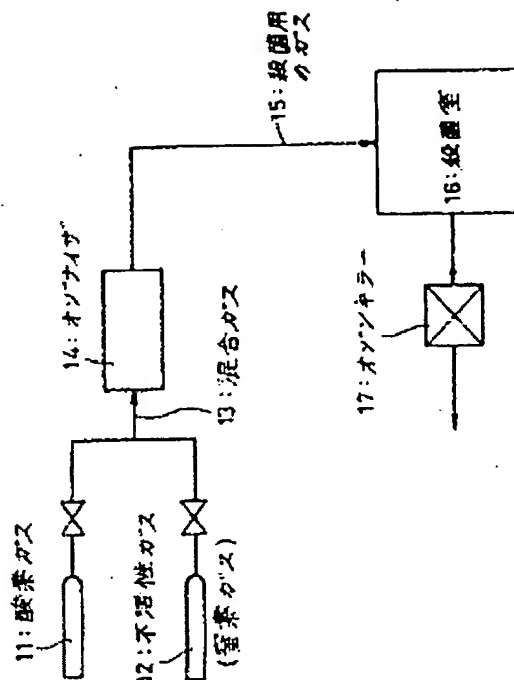 11:酸素ガス
12:不活性ガス
(窒素ガス)
13:混合ガス
14:オゾナイザ
15:殺菌用
のガス
16:殺菌室
17:オゾンキラー